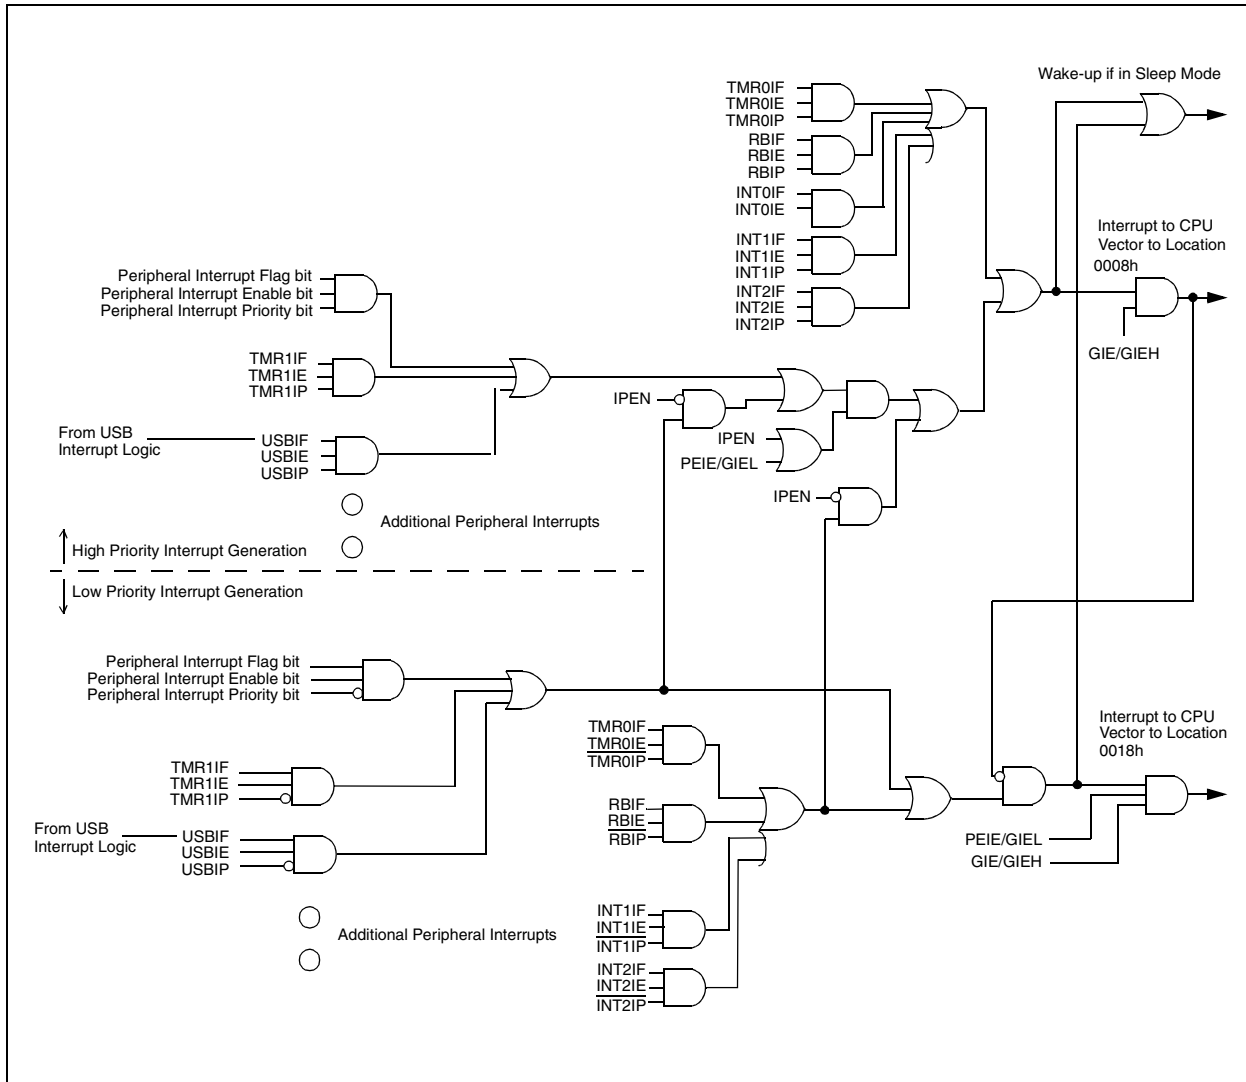 Wake-up if in Sleep Mode
TMR0IF
TMR0IE
TMR0IP
RBIF
RBIE
RBIP
INT0IF
INT0IE
INT1IF
INT1IE
INT1IP
INT2IF
INT2IE
INT2IP
Interrupt to CPU
Vector to Location
0008h
GIE/GIEH
Peripheral Interrupt Flag bit
Peripheral Interrupt Enable bit
Peripheral Interrupt Priority bit
TMR1IF
TMR1IE
TMR1IP
From USB
Interrupt Logic
USBIF
USBIE
USBIP
IPEN
IPEN
PEIE/GIEL
IPEN
Additional Peripheral Interrupts
High Priority Interrupt Generation
Low Priority Interrupt Generation
Peripheral Interrupt Flag bit
Peripheral Interrupt Enable bit
Peripheral Interrupt Priority bit
TMR1IF
TMR1IE
TMR1IP
From USB
Interrupt Logic
USBIF
USBIE
USBIP
Additional Peripheral Interrupts
TMR0IF
TMR0IE
TMR0IP
RBIF
RBIE
RBIP
INT1IF
INT1IE
INT1IP
INT2IF
INT2IE
INT2IP
Interrupt to CPU
Vector to Location
0018h
PEIE/GIEL
GIE/GIEH